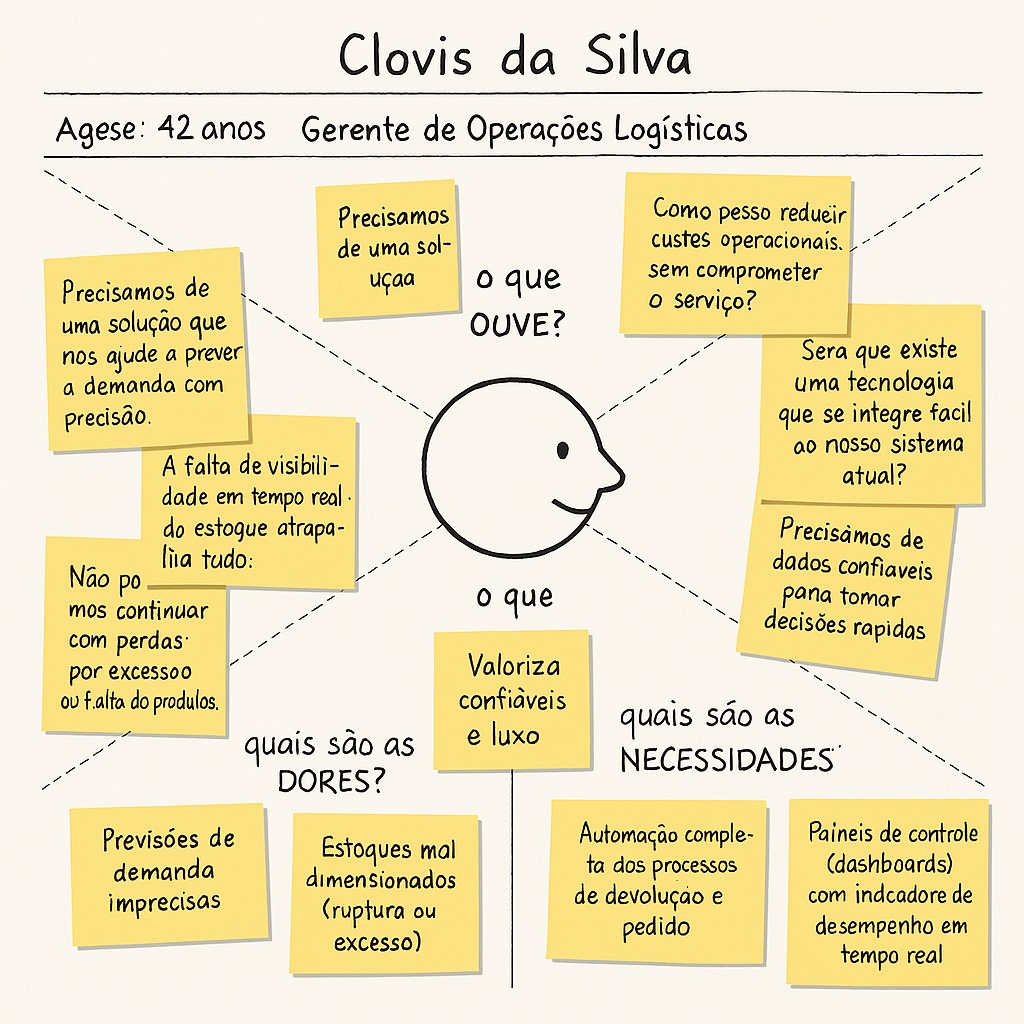 Clovis da Silva
Agese: 42 anos Gerente de Operações Logísticas
Precisamos
de uma sol-
uçaa
o que
OUVE?
Como pesso redueir
custes operacionais.
sem comprometer
o serviço?
Precisamos de
uma solução que
nos ajude a prever
a demanda com
precisão.
Sera que existe
uma tecnologia
que se integre facil
ao nosso sistema
atual?
A falta de visibili-
dade em tempo real.
do estogue atrapa-
lia tudo:
Precisàmos de
dados confiaveis
pana tomar
decisões rapidas
Não po
mos continuar
com perdas
por excessoo
ou f.alta do produlos.
o que
Valoriza
confiàveis
e luxo
quais são as
DORES?
quais são as
NECESSIDADES
Previsões de
demanda
imprecisas
Estoques mal
dimensionados
(ruptura ou
excesso)
Automação comple-
ta dos processos
de devolução e
pedido
Paineis de controle
(dashboards)
com indcadore de
desempenho em
tempo real